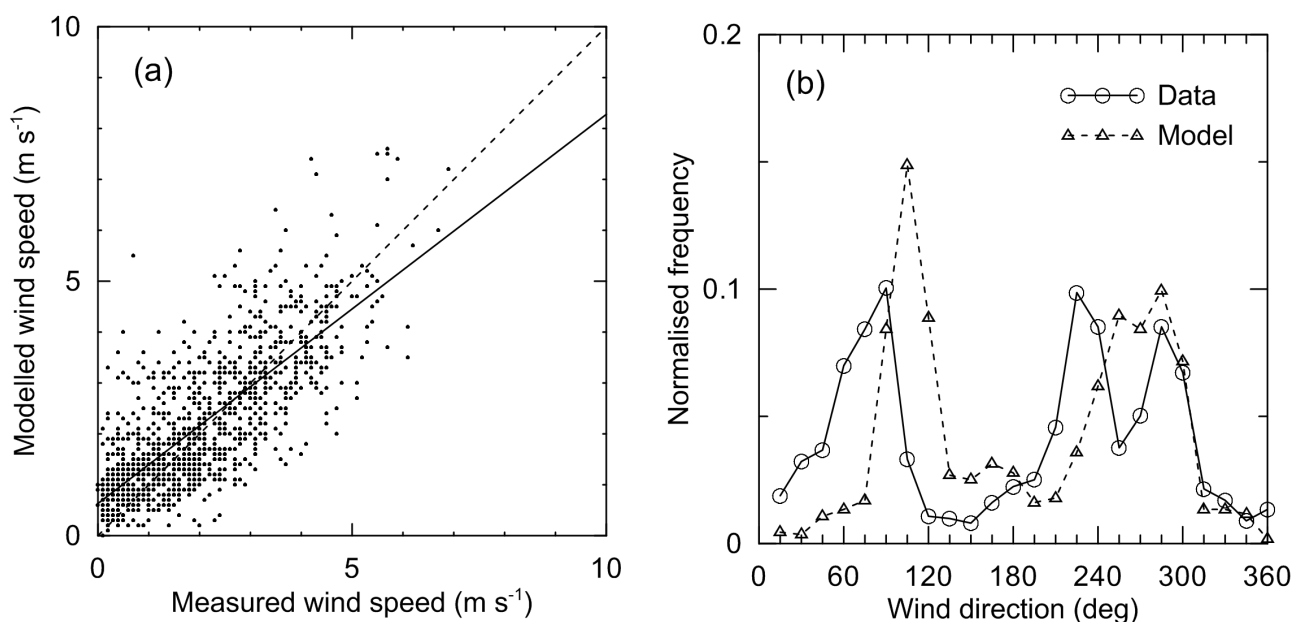 (a)
Modelled wind speed (m s-1)
10
5
0
0 5 10
Measured wind speed (m s-1)
(b)
Data
Model
Normalised frequency
0.2
0.1
0
0 60 120 180 240 300 360
Wind direction (deg)